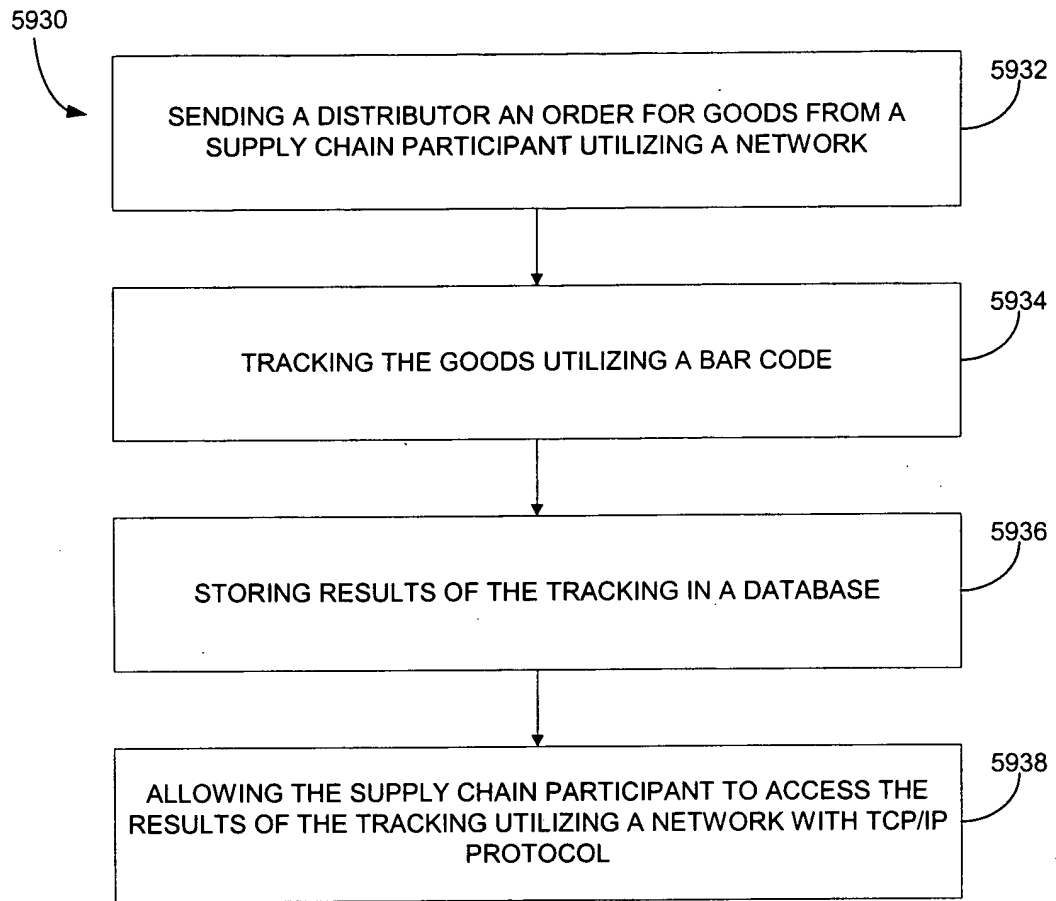 5930
5932
SENDING A DISTRIBUTOR AN ORDER FOR GOODS FROM A
SUPPLY CHAIN PARTICIPANT UTILIZING A NETWORK
5934
TRACKING THE GOODS UTILIZING A BAR CODE
5936
STORING RESULTS OF THE TRACKING IN A DATABASE
5938
ALLOWING THE SUPPLY CHAIN PARTICIPANT TO ACCESS THE
RESULTS OF THE TRACKING UTILIZING A NETWORK WITH TCP/IP
PROTOCOL